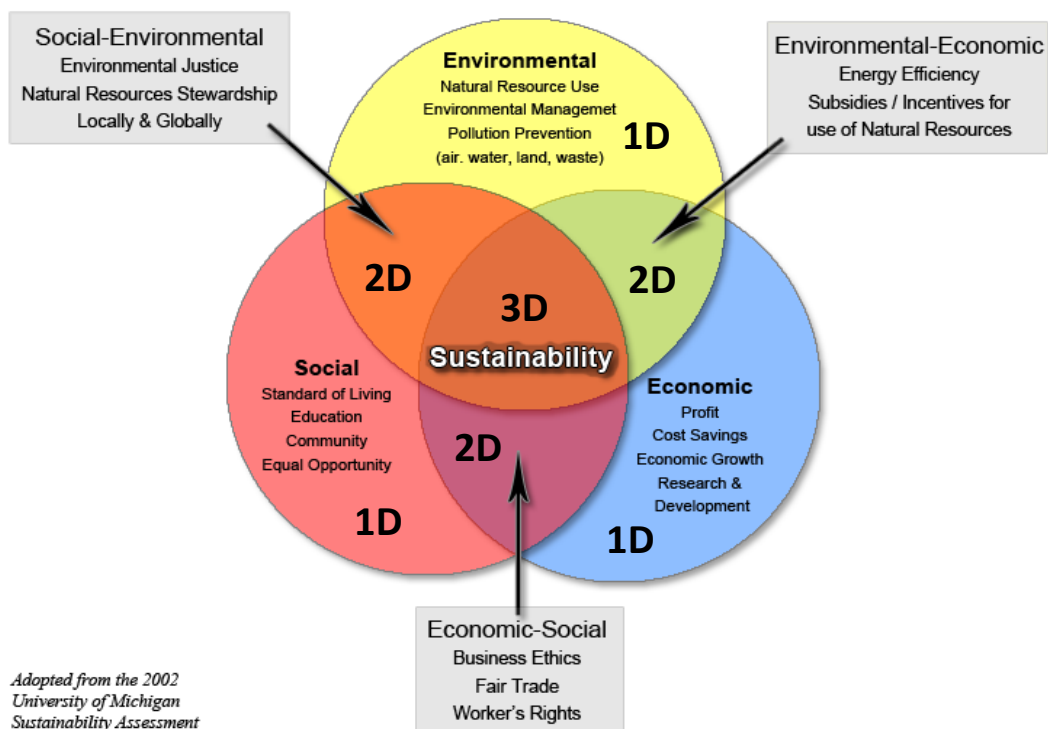 Social-Environmental
Environmental Justice
Natural Resources Stewardship
Locally & Globally
Environmental
Natural Resource Use
Environmental Managemet
Pollution Prevention
(air. water, land, waste)
1D
Environmental-Economic
Energy Efficiency
Subsidies / Incentives for
use of Natural Resources
2D
3D
2D
Sustainability
Social
Standard of Living
Education
Community
Equal Opportunity
1D
2D
Economic
Profit
Cost Savings
Economic Growth
Research &
Development
1D
Economic-Social
Business Ethics
Fair Trade
Worker's Rights
Adopted from the 2002
University of Michigan
Sustainability Assessment